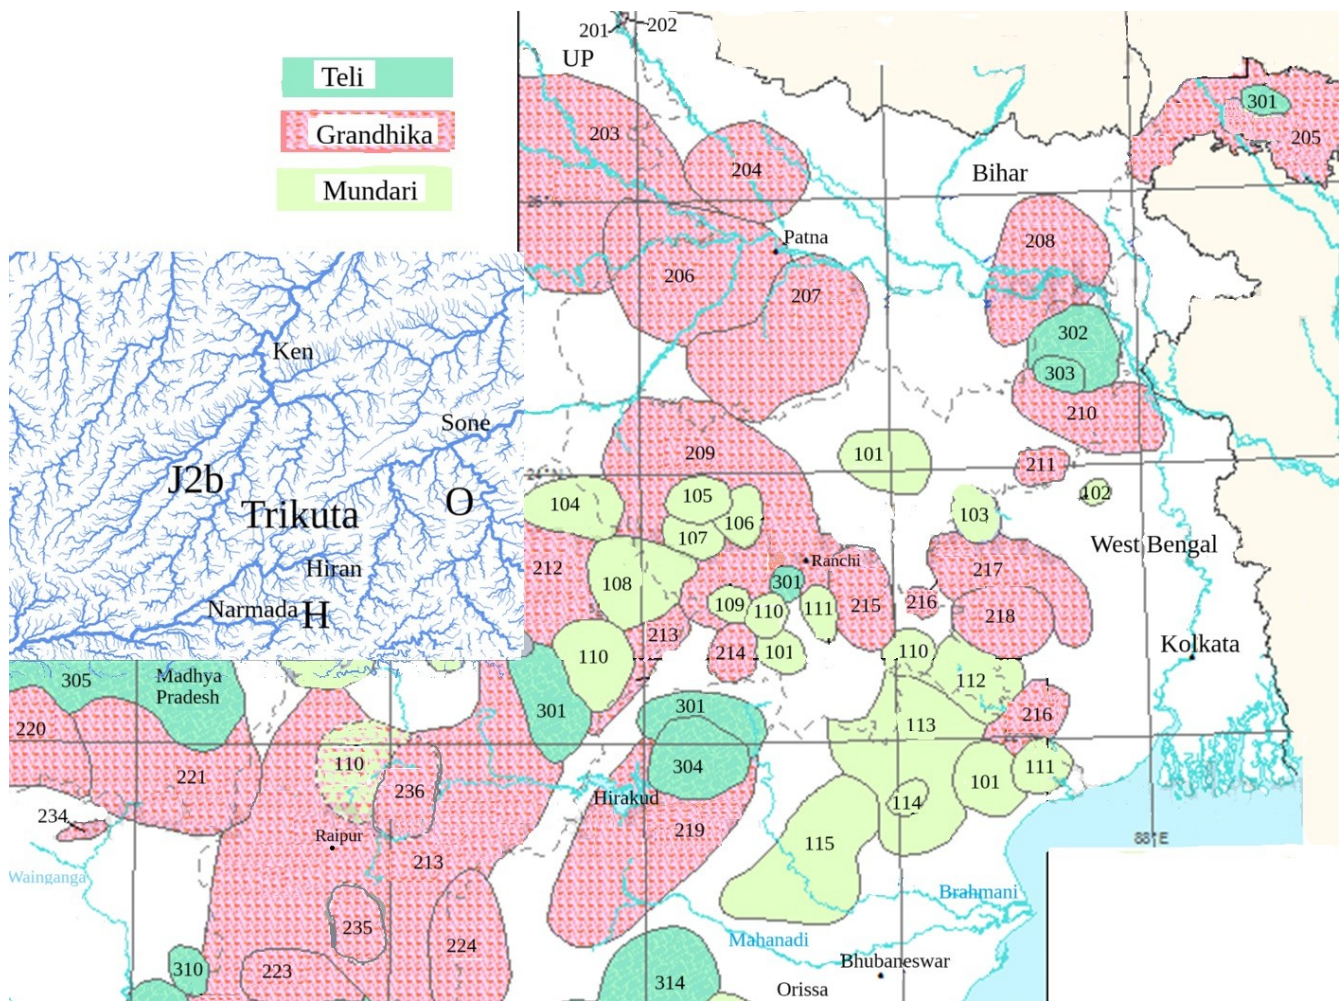 201
202
UP
Teli
301
203
205
Grandhika
204
Bihar
Mundari
26°N
Patna
208
206
207
302
Ken
303
210
Sone
209
101
211
24°N
J2b
105
102
104
O
106
103
Trikuta
107
West Bengal
Ranchi
Hiran
212
217
108
301
109
111
216
Narmada
H
110
215
218
213
Kolkata
214
101
110
110
305
Madhya
Pradesh
112
301
301
216
220
113
110
304
221
111
236
101
Hirakud
114
234
219
Raipur
115
88°E
213
Wainganga
Brahmani
235
Mahanadi
224
Bhubaneswar
310
223
314
Orissa